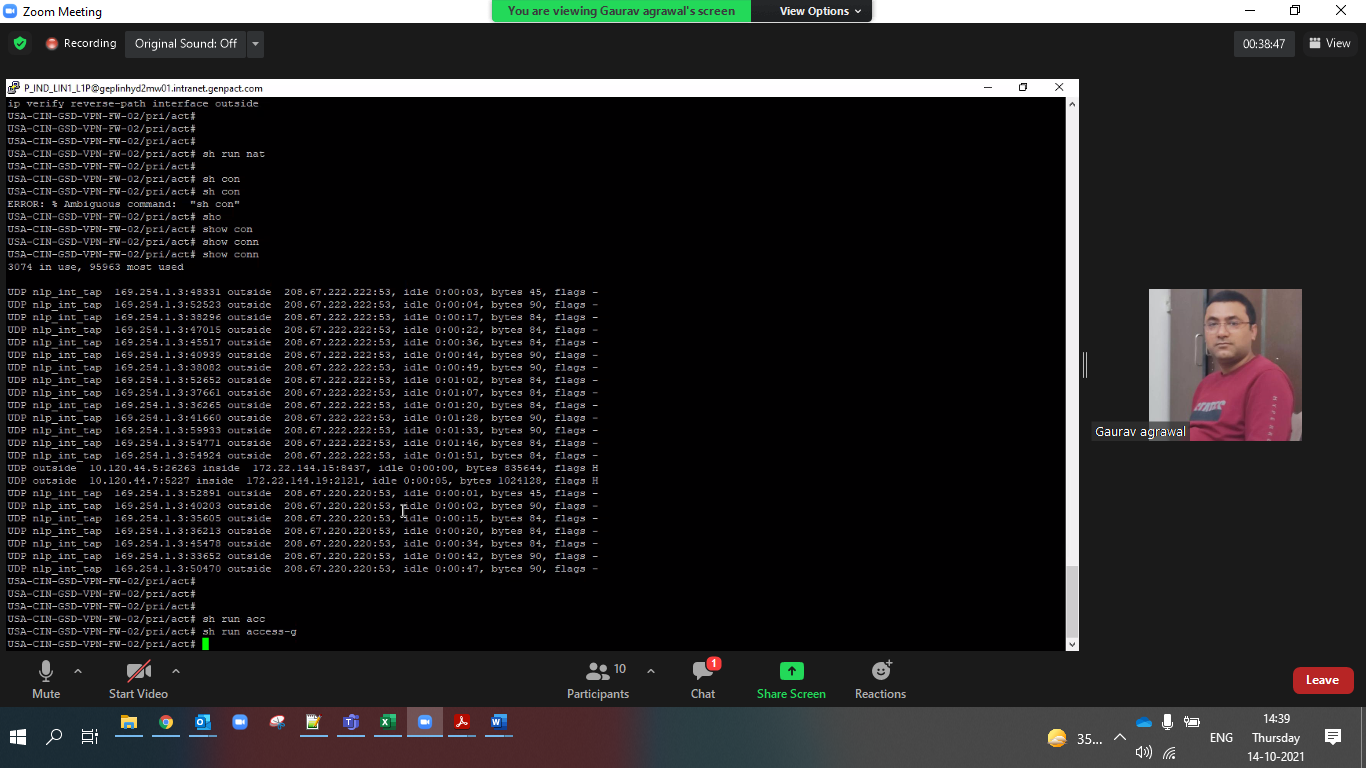 Zoom Meeting
You are viewing Gaurav agrawal's screen
View Options
Recording
Original Sound: Off
00:38:47
View
P_IND_LIN1_L1P@geplinhyd2mw01.intranet.genpact.com
ip verify reverse-path interface outside
USA-CIN-GSD-VPN-FW-02/pri/act#
USA-CIN-GSD-VPN-FW-02/pri/act#
USA-CIN-GSD-VPN-FW-02/pri/act#
USA-CIN-GSD-VPN-FW-02/pri/act# sh run nat
USA-CIN-GSD-VPN-FW-02/pri/act#
USA-CIN-GSD-VPN-FW-02/pri/act# sh con
USA-CIN-GSD-VPN-FW-02/pri/act# sh con
ERROR: % Ambiguous command:  "sh con"
USA-CIN-GSD-VPN-FW-02/pri/act# sho
USA-CIN-GSD-VPN-FW-02/pri/act# show con
USA-CIN-GSD-VPN-FW-02/pri/act# show conn
USA-CIN-GSD-VPN-FW-02/pri/act# show conn
3074 in use, 95963 most used
UDP nlp_int_tap  169.254.1.3:48331 outside  208.67.222.222:53, idle 0:00:03, bytes 45, flags -
UDP nlp_int_tap  169.254.1.3:52523 outside  208.67.222.222:53, idle 0:00:04, bytes 90, flags -
UDP nlp_int_tap  169.254.1.3:38296 outside  208.67.222.222:53, idle 0:00:17, bytes 84, flags -
UDP nlp_int_tap  169.254.1.3:47015 outside  208.67.222.222:53, idle 0:00:22, bytes 84, flags -
UDP nlp_int_tap  169.254.1.3:45517 outside  208.67.222.222:53, idle 0:00:36, bytes 84, flags -
UDP nlp_int_tap  169.254.1.3:40939 outside  208.67.222.222:53, idle 0:00:44, bytes 90, flags -
UDP nlp_int_tap  169.254.1.3:38082 outside  208.67.222.222:53, idle 0:00:49, bytes 90, flags -
UDP nlp_int_tap  169.254.1.3:52652 outside  208.67.222.222:53, idle 0:01:02, bytes 84, flags -
UDP nlp_int_tap  169.254.1.3:37661 outside  208.67.222.222:53, idle 0:01:07, bytes 84, flags -
UDP nlp_int_tap  169.254.1.3:36265 outside  208.67.222.222:53, idle 0:01:20, bytes 84, flags -
UDP nlp_int_tap  169.254.1.3:41660 outside  208.67.222.222:53, idle 0:01:28, bytes 90, flags -
UDP nlp_int_tap  169.254.1.3:59933 outside  208.67.222.222:53, idle 0:01:33, bytes 90, flags -
UDP nlp_int_tap  169.254.1.3:54771 outside  208.67.222.222:53, idle 0:01:46, bytes 84, flags -
UDP nlp_int_tap  169.254.1.3:54924 outside  208.67.222.222:53, idle 0:01:51, bytes 84, flags -
UDP outside  10.120.44.5:26263 inside  172.22.144.15:8437, idle 0:00:00, bytes 835644, flags H
UDP outside  10.120.44.7:5227 inside  172.22.144.19:2121, idle 0:00:05, bytes 1024128, flags H
UDP nlp_int_tap  169.254.1.3:52891 outside  208.67.220.220:53, idle 0:00:01, bytes 45, flags -
UDP nlp_int_tap  169.254.1.3:40203 outside  208.67.220.220:53, idle 0:00:02, bytes 90, flags -
UDP nlp_int_tap  169.254.1.3:35605 outside  208.67.220.220:53, idle 0:00:15, bytes 84, flags -
UDP nlp_int_tap  169.254.1.3:36213 outside  208.67.220.220:53, idle 0:00:20, bytes 84, flags -
UDP nlp_int_tap  169.254.1.3:45478 outside  208.67.220.220:53, idle 0:00:34, bytes 84, flags -
UDP nlp_int_tap  169.254.1.3:33652 outside  208.67.220.220:53, idle 0:00:42, bytes 90, flags -
UDP nlp_int_tap  169.254.1.3:50470 outside  208.67.220.220:53, idle 0:00:47, bytes 90, flags -
USA-CIN-GSD-VPN-FW-02/pri/act#
USA-CIN-GSD-VPN-FW-02/pri/act#
USA-CIN-GSD-VPN-FW-02/pri/act#
USA-CIN-GSD-VPN-FW-02/pri/act# sh run acc
USA-CIN-GSD-VPN-FW-02/pri/act# sh run access-g
USA-CIN-GSD-VPN-FW-02/pri/act#
Gaurav agrawal
Mute
Start Video
10
Participants
1
Chat
Share Screen
Reactions
Leave
35...
ENG
14:39
Thursday
14-10-2021